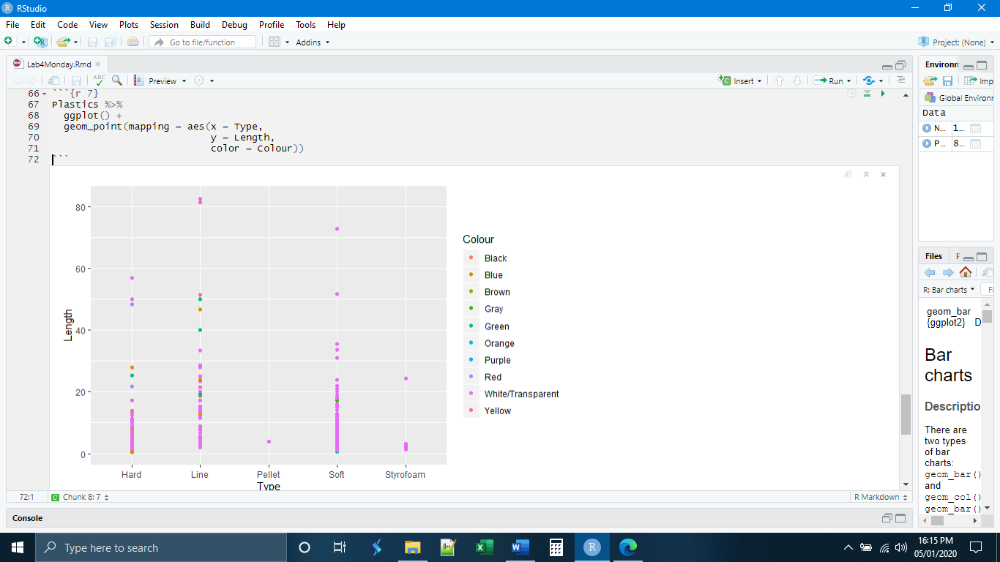 RStudio
File Edit Code View Plots Session Build Debug Profile Tools Help
Go to file/function Addins Project: (None)
Lab4Monday.Rmd
ABC Preview Insert Run
66 ```{r 7}
67 Plastics %>%
68 ggplot() +
69 geom_point(mapping = aes(x = Type,
70 y = Length,
71 color = Colour))
72 ```
80
60
40
20
0
Length
Hard Line Pellet Soft Styrofoam
Type
Colour
Black
Blue
Brown
Gray
Green
Orange
Purple
Red
White/Transparent
Yellow
72:1 C Chunk 8: 7 R Markdown
Console
Environm
Imp
Global Environr
Data
N... 1...
P... 8...
Files
R: Bar charts Fi
geom_bar
{ggplot2} D
Bar
charts
Descriptio
There are
two types
of bar
charts:
geom_bar()
and
geom_col()
geom_bar()
Type here to search
16:15 PM
05/01/2020